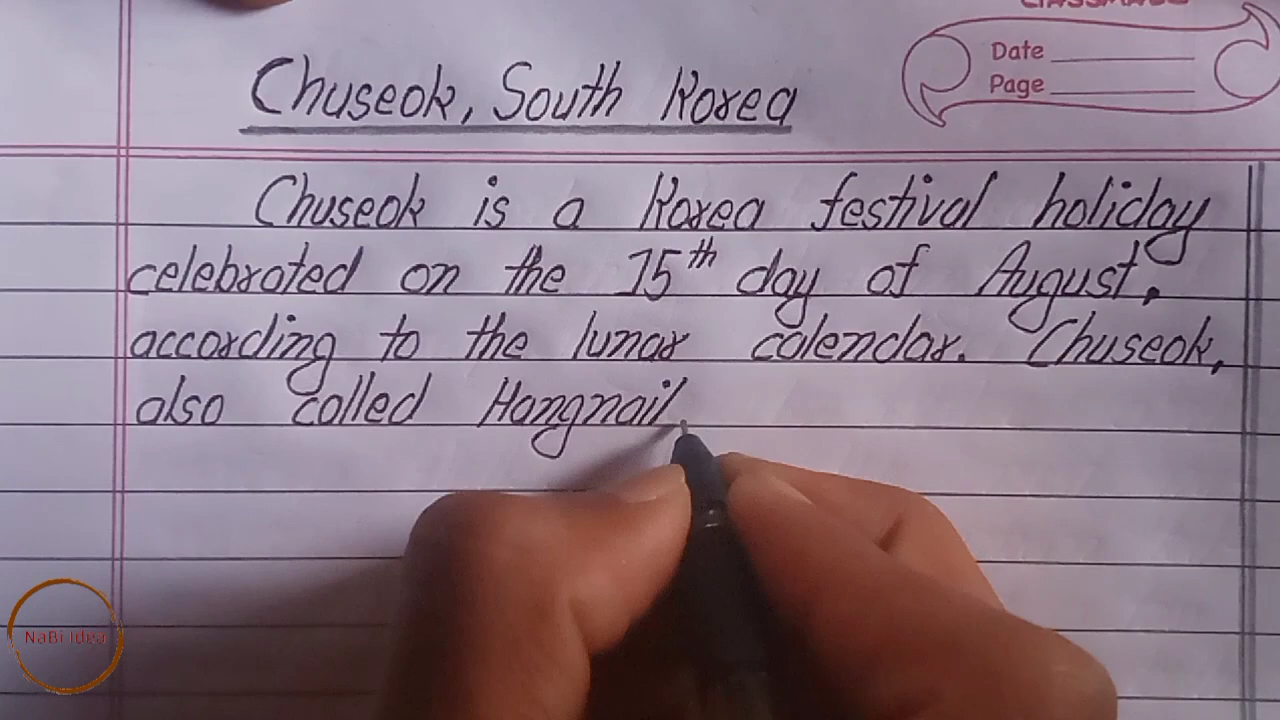 Chuseok, South Korea
Date
Page
Chuseok is a Korea festival holiday
celebrated on the 15th day of August,
according to the lunar calendar. Chuseok,
also called Hangnail
NaBi Idea